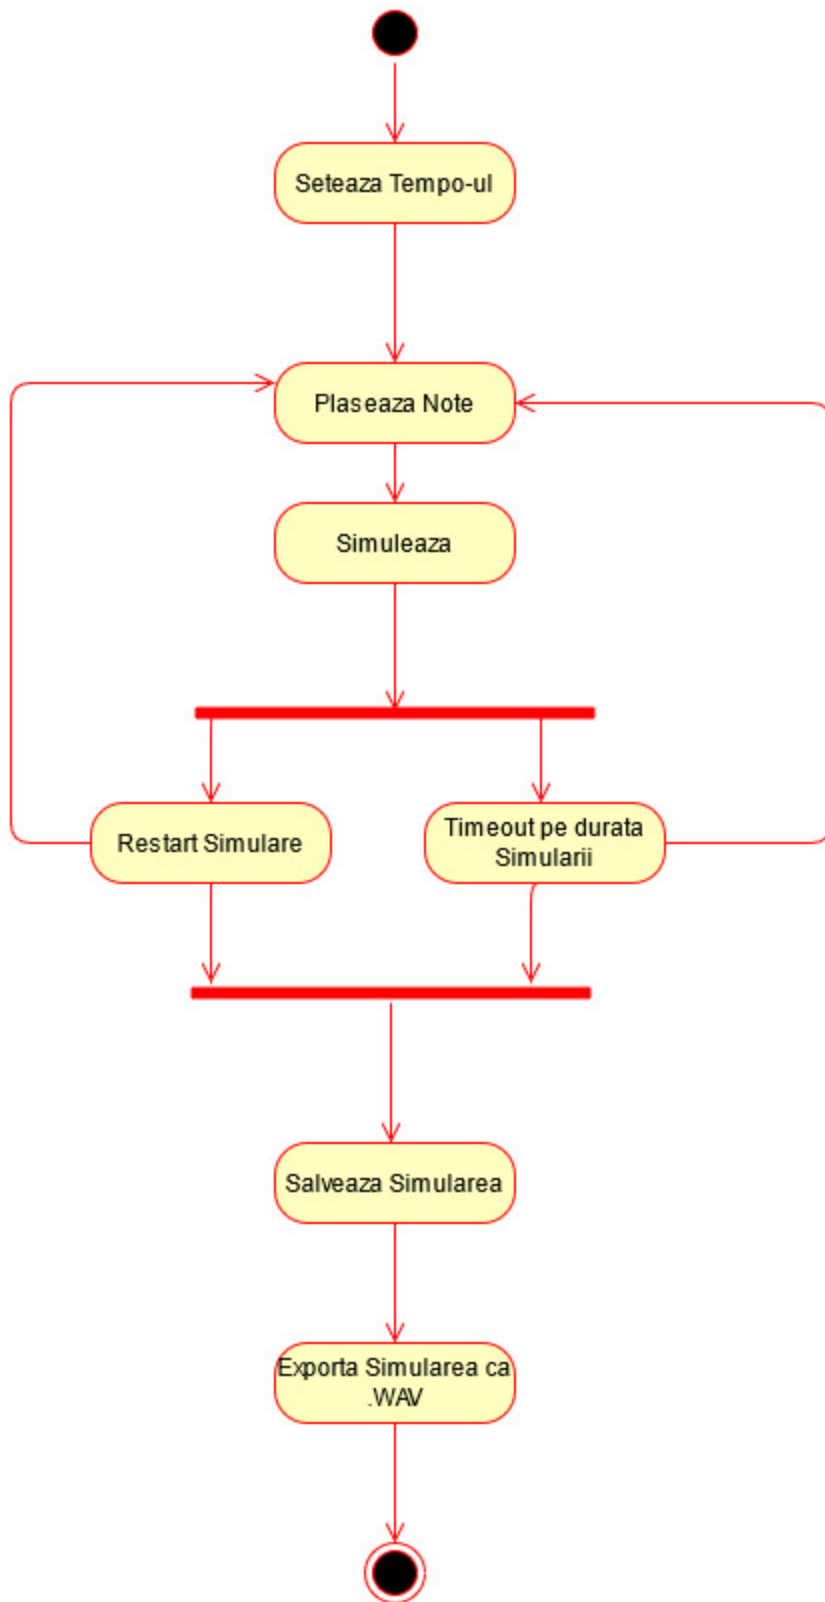 Seteaza Tempo-ul
Plaseaza Note
Simuleaza
Restart Simulare
Timeout pe durata
Simularii
Salveaza Simularea
Exporta Simularea ca
.WAV